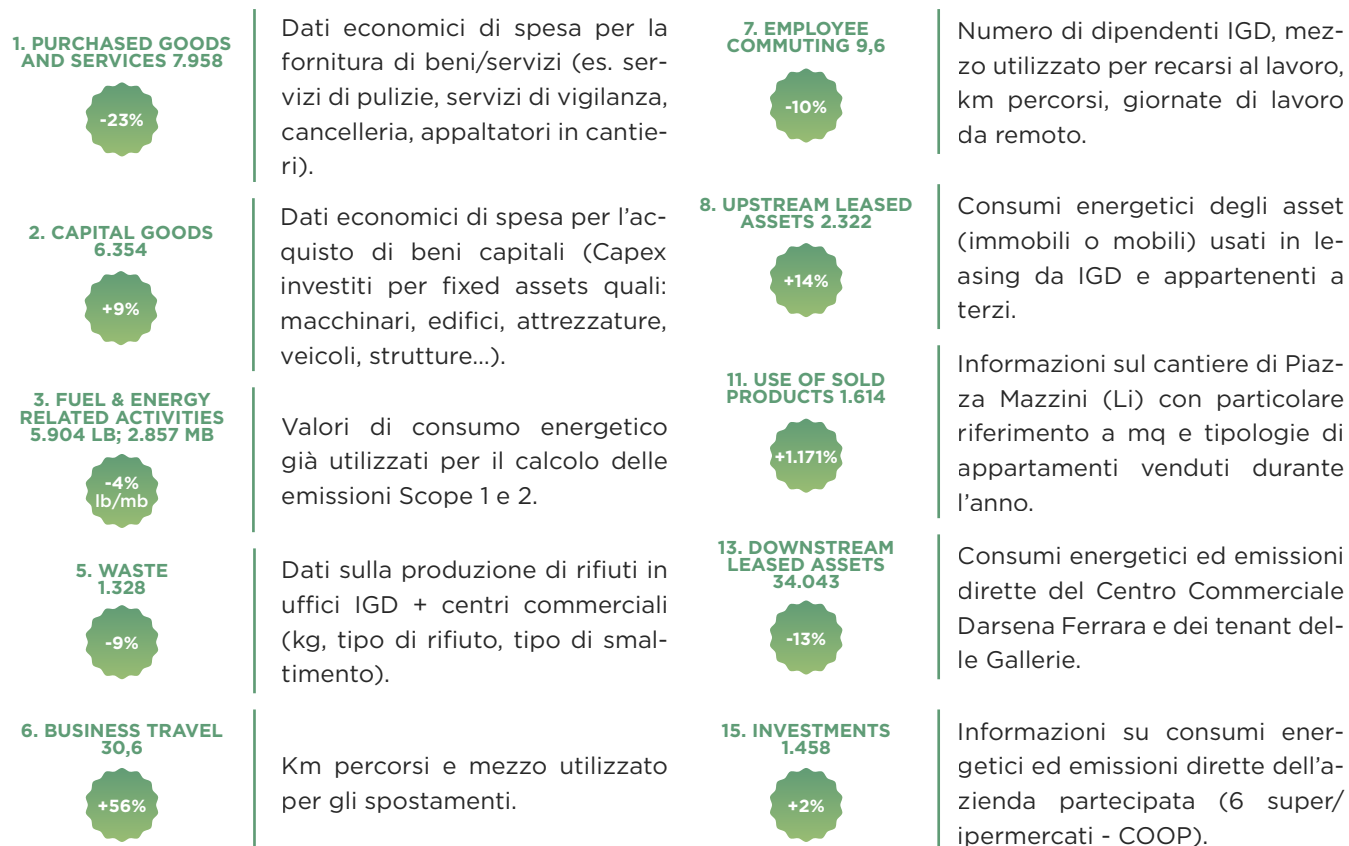 1. PURCHASED GOODS
AND SERVICES 7.958
-23%
Dati economici di spesa per la
fornitura di beni/servizi (es. ser-
vizi di pulizie, servizi di vigilanza,
cancelleria, appaltatori in cantie-
ri).
2. CAPITAL GOODS
6.354
+9%
Dati economici di spesa per l'ac-
quisto di beni capitali (Capex
investiti per fixed assets quali:
macchinari, edifici, attrezzature,
veicoli, strutture...).
3. FUEL & ENERGY
RELATED ACTIVITIES
5.904 LB; 2.857 MB
-4%
lb/mb
Valori di consumo energetico
già utilizzati per il calcolo delle
emissioni Scope 1 e 2.
5. WASTE
1.328
-9%
Dati sulla produzione di rifiuti in
uffici IGD + centri commerciali
(kg, tipo di rifiuto, tipo di smal-
timento).
6. BUSINESS TRAVEL
30,6
+56%
Km percorsi e mezzo utilizzato
per gli spostamenti.
7. EMPLOYEE
COMMUTING 9,6
-10%
Numero di dipendenti IGD, mez-
zo utilizzato per recarsi al lavoro,
km percorsi, giornate di lavoro
da remoto.
8. UPSTREAM LEASED
ASSETS 2.322
+14%
Consumi energetici degli asset
(immobili o mobili) usati in le-
asing da IGD e appartenenti a
terzi.
11. USE OF SOLD
PRODUCTS 1.614
+1.171%
Informazioni sul cantiere di Piaz-
za Mazzini (Li) con particolare
riferimento a mq e tipologie di
appartamenti venduti durante
l'anno.
13. DOWNSTREAM
LEASED ASSETS
34.043
-13%
Consumi energetici ed emissioni
dirette del Centro Commerciale
Darsena Ferrara e dei tenant del-
le Gallerie.
15. INVESTMENTS
1.458
+2%
Informazioni su consumi ener-
getici ed emissioni dirette dell'a-
zienda partecipata (6 super/
ipermercati - COOP).